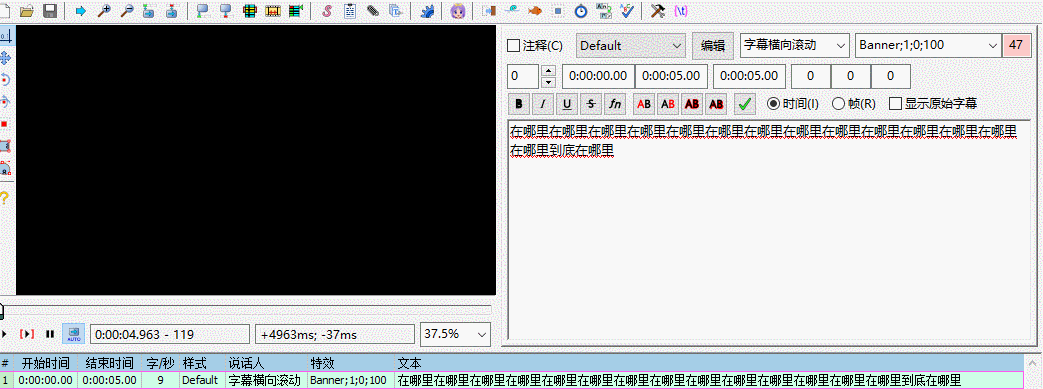 {\t}
注释(C) Default 编辑 字幕横向滚动 Banner;1;0;100 47
0 0:00:00.00 0:00:05.00 0:00:05.00 0 0 0
B I U S fn AB AB AB AB 时间(I) 帧(R) 显示原始字幕
在哪里在哪里在哪里在哪里在哪里在哪里在哪里在哪里在哪里在哪里在哪里在哪里在哪里
在哪里到底在哪里
AUTO 0:00:04.963 - 119 +4963ms; -37ms 37.5%
# 开始时间 结束时间 字/秒 样式 说话人 特效 文本
1 0:00:00.00 0:00:05.00 9 Default 字幕横向滚动 Banner;1;0;100 在哪里在哪里在哪里在哪里在哪里在哪里在哪里在哪里在哪里在哪里在哪里在哪里在哪里在哪里到底在哪里